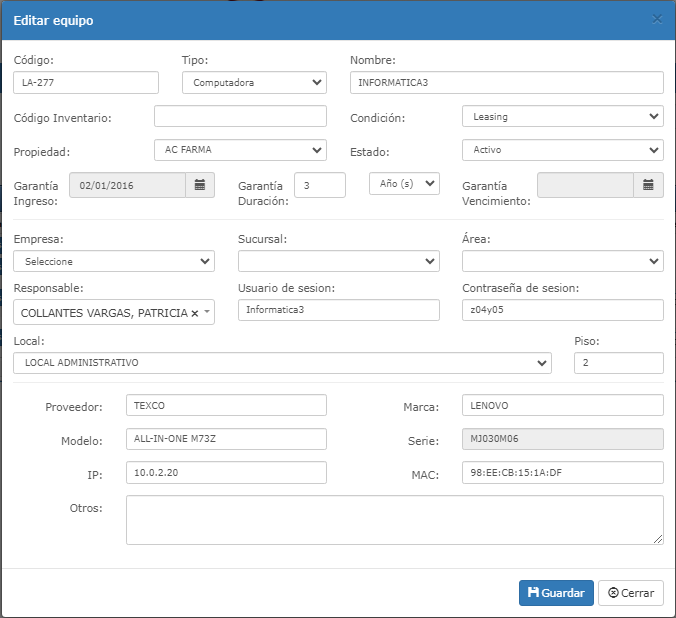 Editar equipo ×
Código: Tipo: Nombre:
LA-277 Computadora INFORMATICA3
Código Inventario: Condición: Leasing
Propiedad: AC FARMA Estado: Activo
Garantía Ingreso: 02/01/2016 Garantía Duración: 3 Año (s) Garantía Vencimiento:
Empresa: Sucursal: Área:
Seleccione
Responsable: Usuario de sesion: Contraseña de sesion:
COLLANTES VARGAS, PATRICIA × Informatica3 z04y05
Local: Piso:
LOCAL ADMINISTRATIVO 2
Proveedor: TEXCO Marca: LENOVO
Modelo: ALL-IN-ONE M73Z Serie: MJ030M06
IP: 10.0.2.20 MAC: 98:EE:CB:15:1A:DF
Otros:
Guardar Cerrar